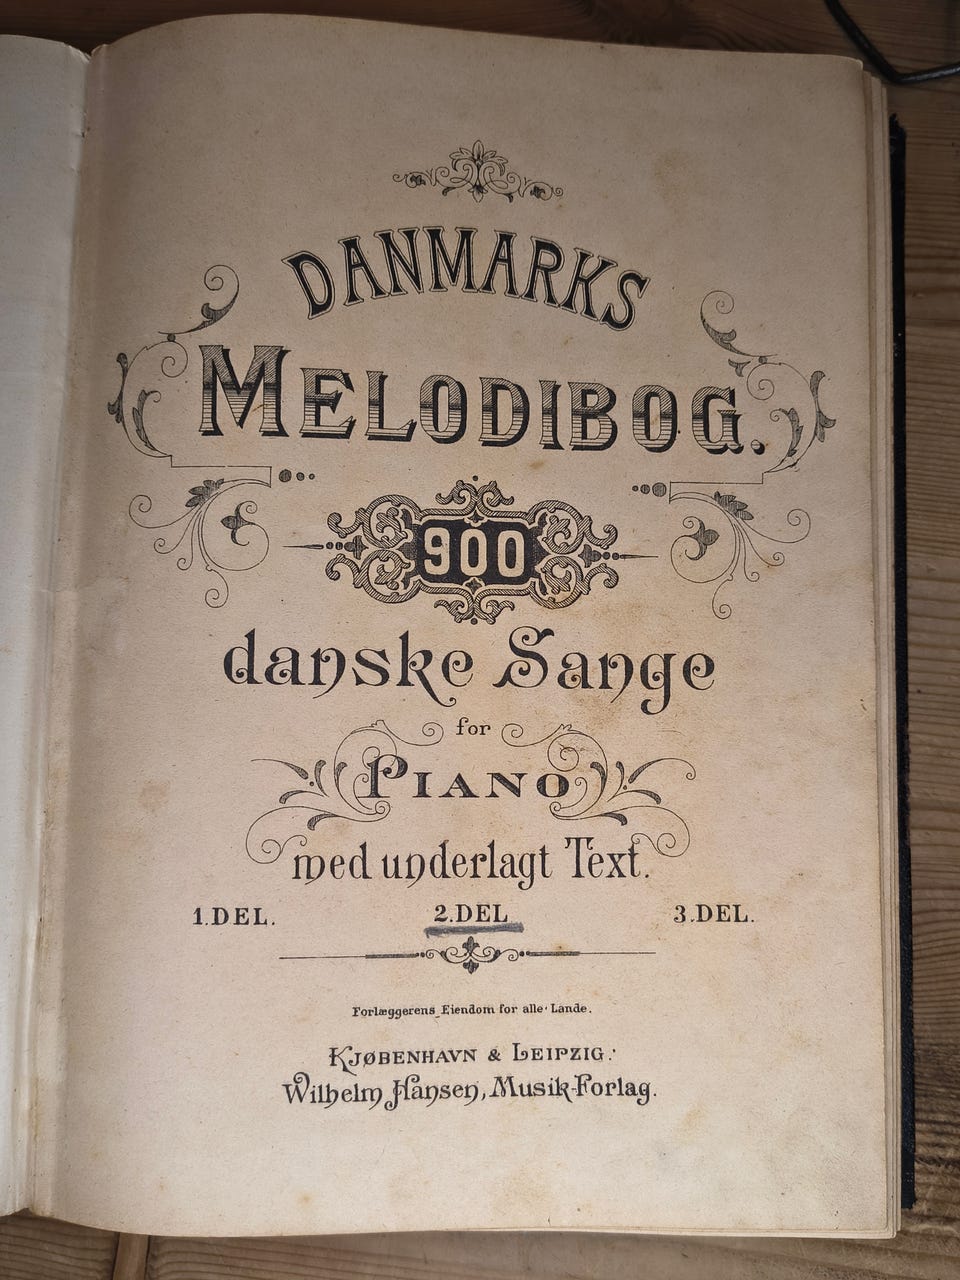 DANMARKS
MELODIBOG.
900
danske Sange
for
PIANO
med underlagt Text.
1.DEL. 2.DEL 3.DEL.
Forlæggerens Eiendom for alle Lande.
KJØBENHAVN & LEIPZIG.
Wilhelm Hansen, Musik-Forlag.